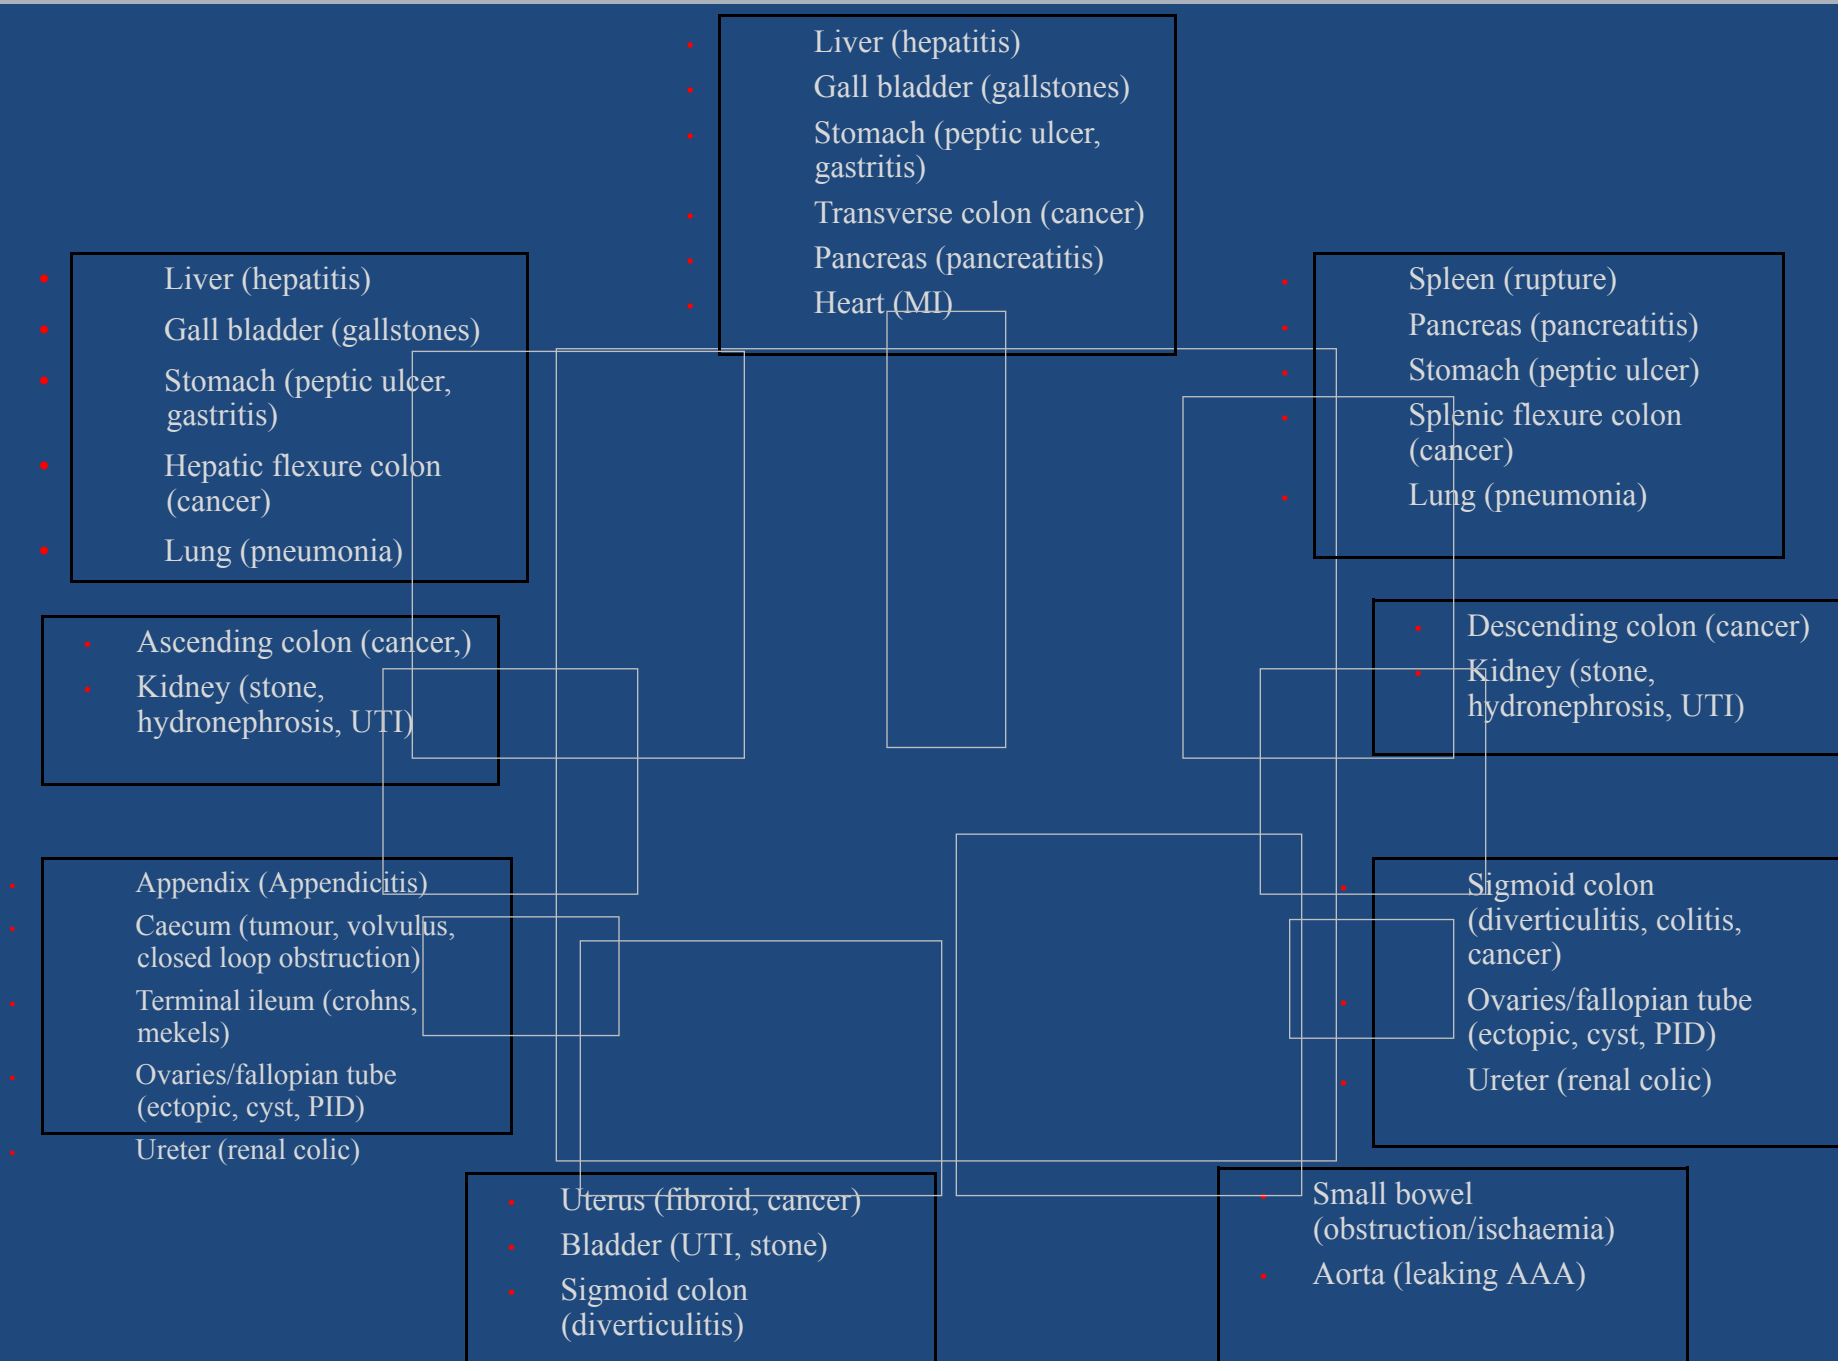 Liver (hepatitis)
Gall bladder (gallstones)
Stomach (peptic ulcer,
gastritis)
Transverse colon (cancer)
Pancreas (pancreatitis)
Heart (MI)
Liver (hepatitis)
Gall bladder (gallstones)
Stomach (peptic ulcer,
gastritis)
Hepatic flexure colon
(cancer)
Lung (pneumonia)
Spleen (rupture)
Pancreas (pancreatitis)
Stomach (peptic ulcer)
Splenic flexure colon
(cancer)
Lung (pneumonia)
Ascending colon (cancer,)
Kidney (stone,
hydronephrosis, UTI)
Descending colon (cancer)
Kidney (stone,
hydronephrosis, UTI)
Appendix (Appendicitis)
Caecum (tumour, volvulus,
closed loop obstruction)
Terminal ileum (crohns,
mekels)
Ovaries/fallopian tube
(ectopic, cyst, PID)
Ureter (renal colic)
Sigmoid colon
(diverticulitis, colitis,
cancer)
Ovaries/fallopian tube
(ectopic, cyst, PID)
Ureter (renal colic)
Uterus (fibroid, cancer)
Bladder (UTI, stone)
Sigmoid colon
(diverticulitis)
Small bowel
(obstruction/ischaemia)
Aorta (leaking AAA)